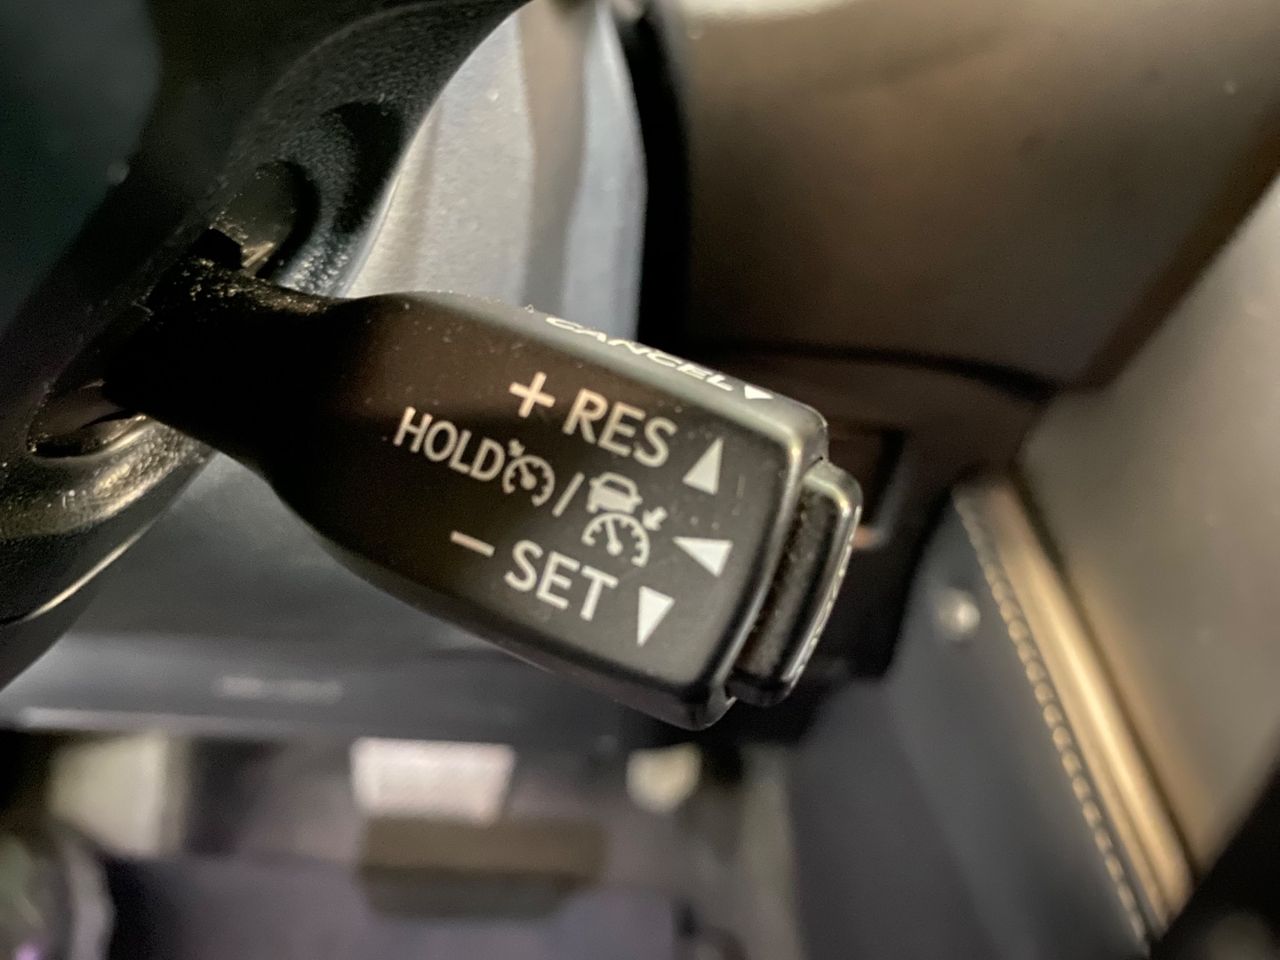 CANCEL
+ RES
HOLD /
- SET